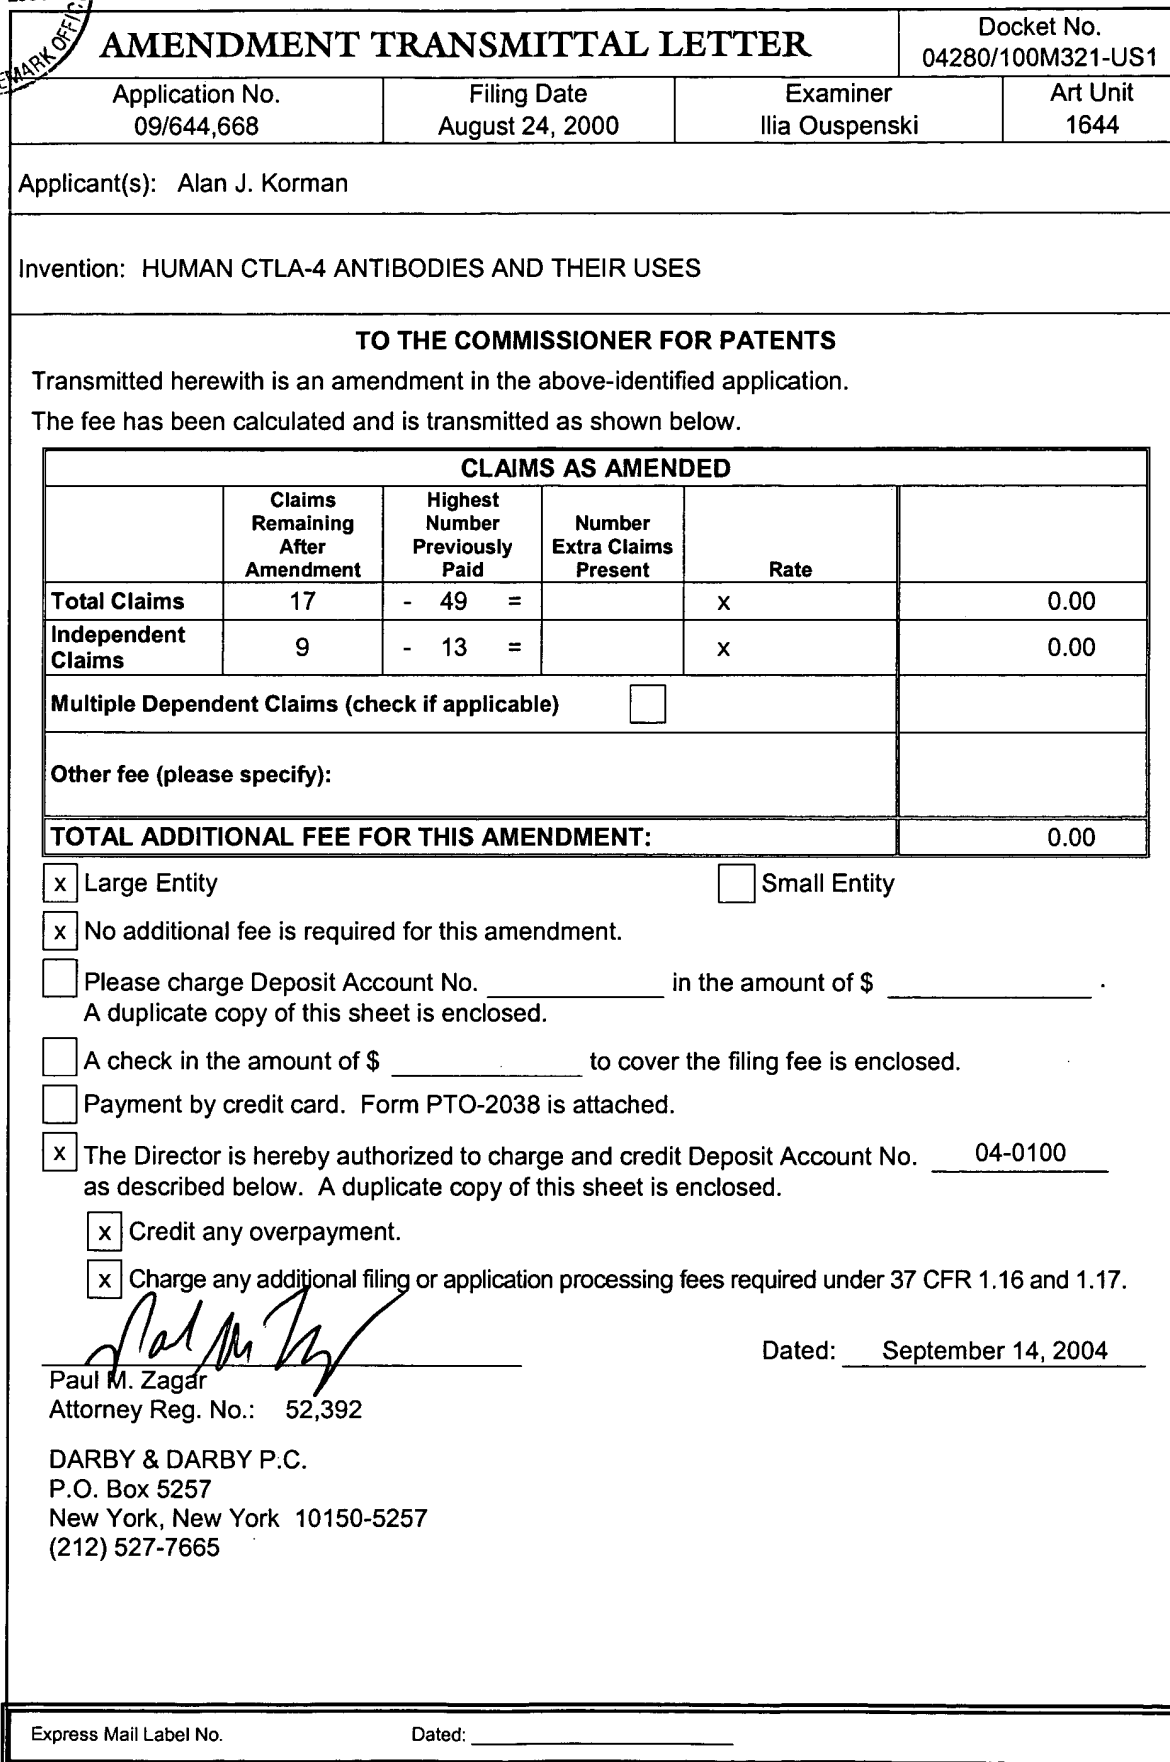 EMARK OFFIC
AMENDMENT TRANSMITTAL LETTER
Docket No.
04280/100M321-US1
Application No.
09/644,668
Filing Date
August 24, 2000
Examiner
Ilia Ouspenski
Art Unit
1644
Applicant(s): Alan J. Korman
Invention: HUMAN CTLA-4 ANTIBODIES AND THEIR USES
TO THE COMMISSIONER FOR PATENTS
Transmitted herewith is an amendment in the above-identified application.
The fee has been calculated and is transmitted as shown below.
CLAIMS AS AMENDED
Claims
Remaining
After
Amendment
Highest
Number
Previously
Paid
Number
Extra Claims
Present
Rate
Total Claims 17 - 49 = x 0.00
Independent
Claims 9 - 13 = x 0.00
Multiple Dependent Claims (check if applicable)
Other fee (please specify):
TOTAL ADDITIONAL FEE FOR THIS AMENDMENT: 0.00
x Large Entity Small Entity
x No additional fee is required for this amendment.
Please charge Deposit Account No. ____ in the amount of $ ____ .
A duplicate copy of this sheet is enclosed.
A check in the amount of $ ____ to cover the filing fee is enclosed.
Payment by credit card. Form PTO-2038 is attached.
x The Director is hereby authorized to charge and credit Deposit Account No. 04-0100
as described below. A duplicate copy of this sheet is enclosed.
x Credit any overpayment.
x Charge any additional filing or application processing fees required under 37 CFR 1.16 and 1.17.
Dated: September 14, 2004
Paul M. Zagar
Attorney Reg. No.: 52,392
DARBY & DARBY P.C.
P.O. Box 5257
New York, New York 10150-5257
(212) 527-7665
Express Mail Label No. Dated: ____